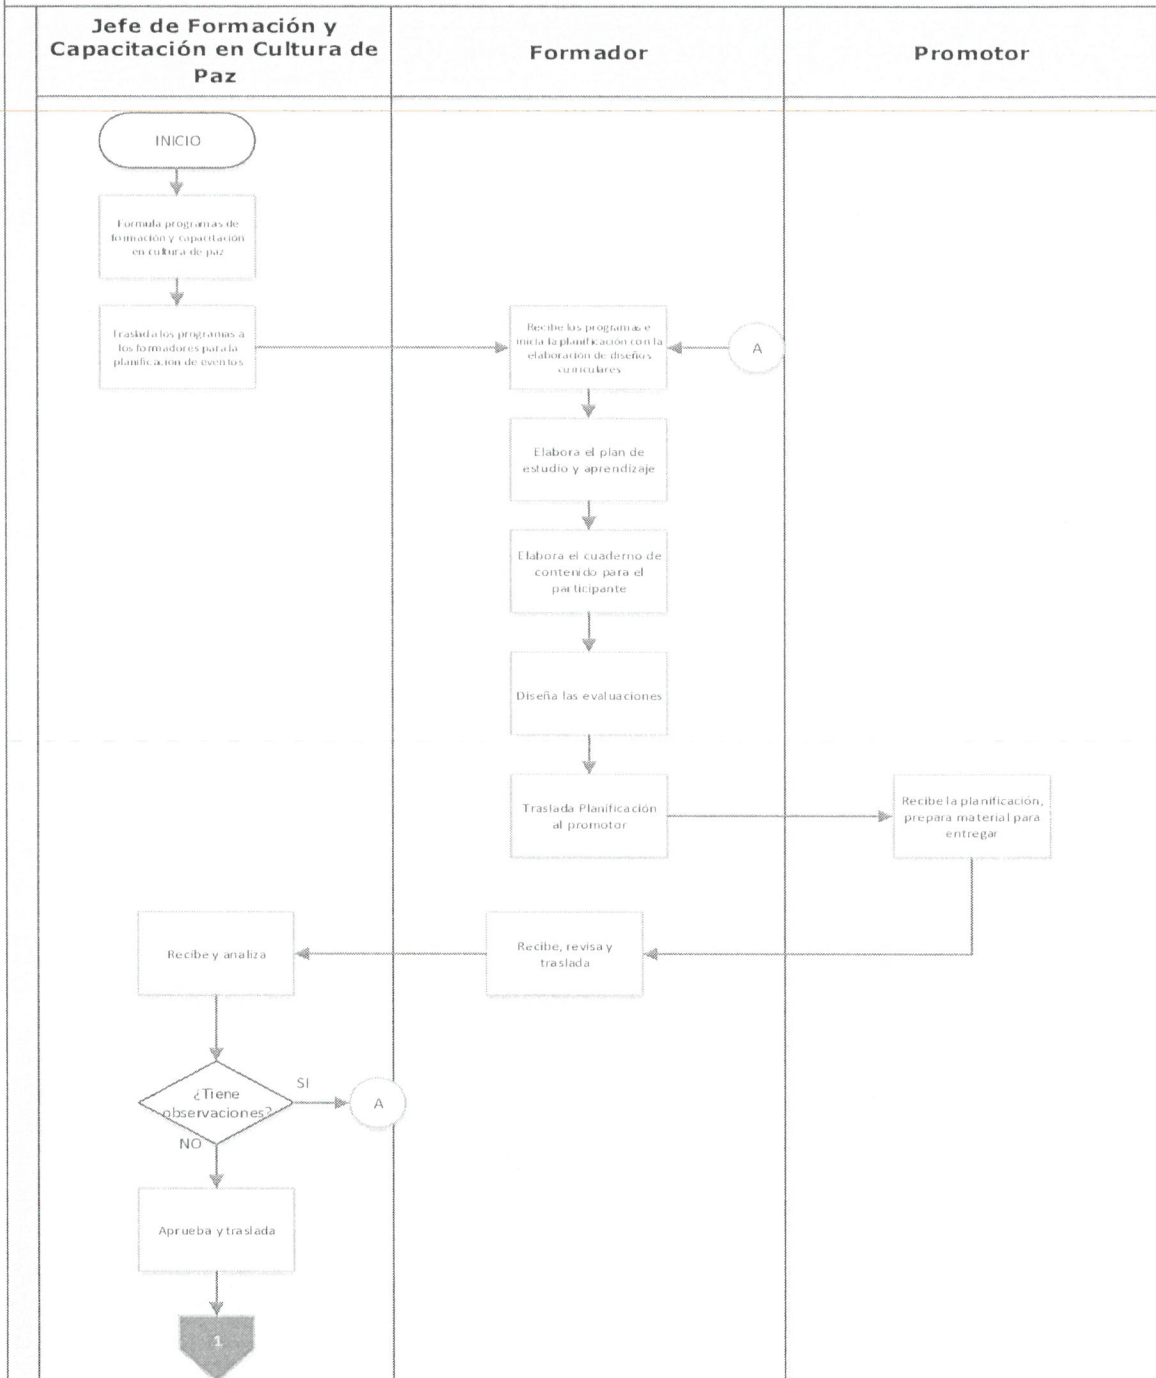 Jefe de Formación y
Capacitación en Cultura de
Paz
Formador
Promotor
INICIO
Formula programas de
formación y capacitación
en cultura de paz
Traslada los programas a
los formadores para la
planificación de eventos
Recibe los programas e
inicia la planificación con la
elaboración de diseños
curriculares
A
Elabora el plan de
estudio y aprendizaje
Elabora el cuaderno de
contenido para el
participante
Diseña las evaluaciones
Traslada Planificación
al promotor
Recibe la planificación,
prepara material para
entregar
Recibe y analiza
Recibe, revisa y
traslada
¿Tiene
observaciones?
SI
A
NO
Aprueba y traslada
1